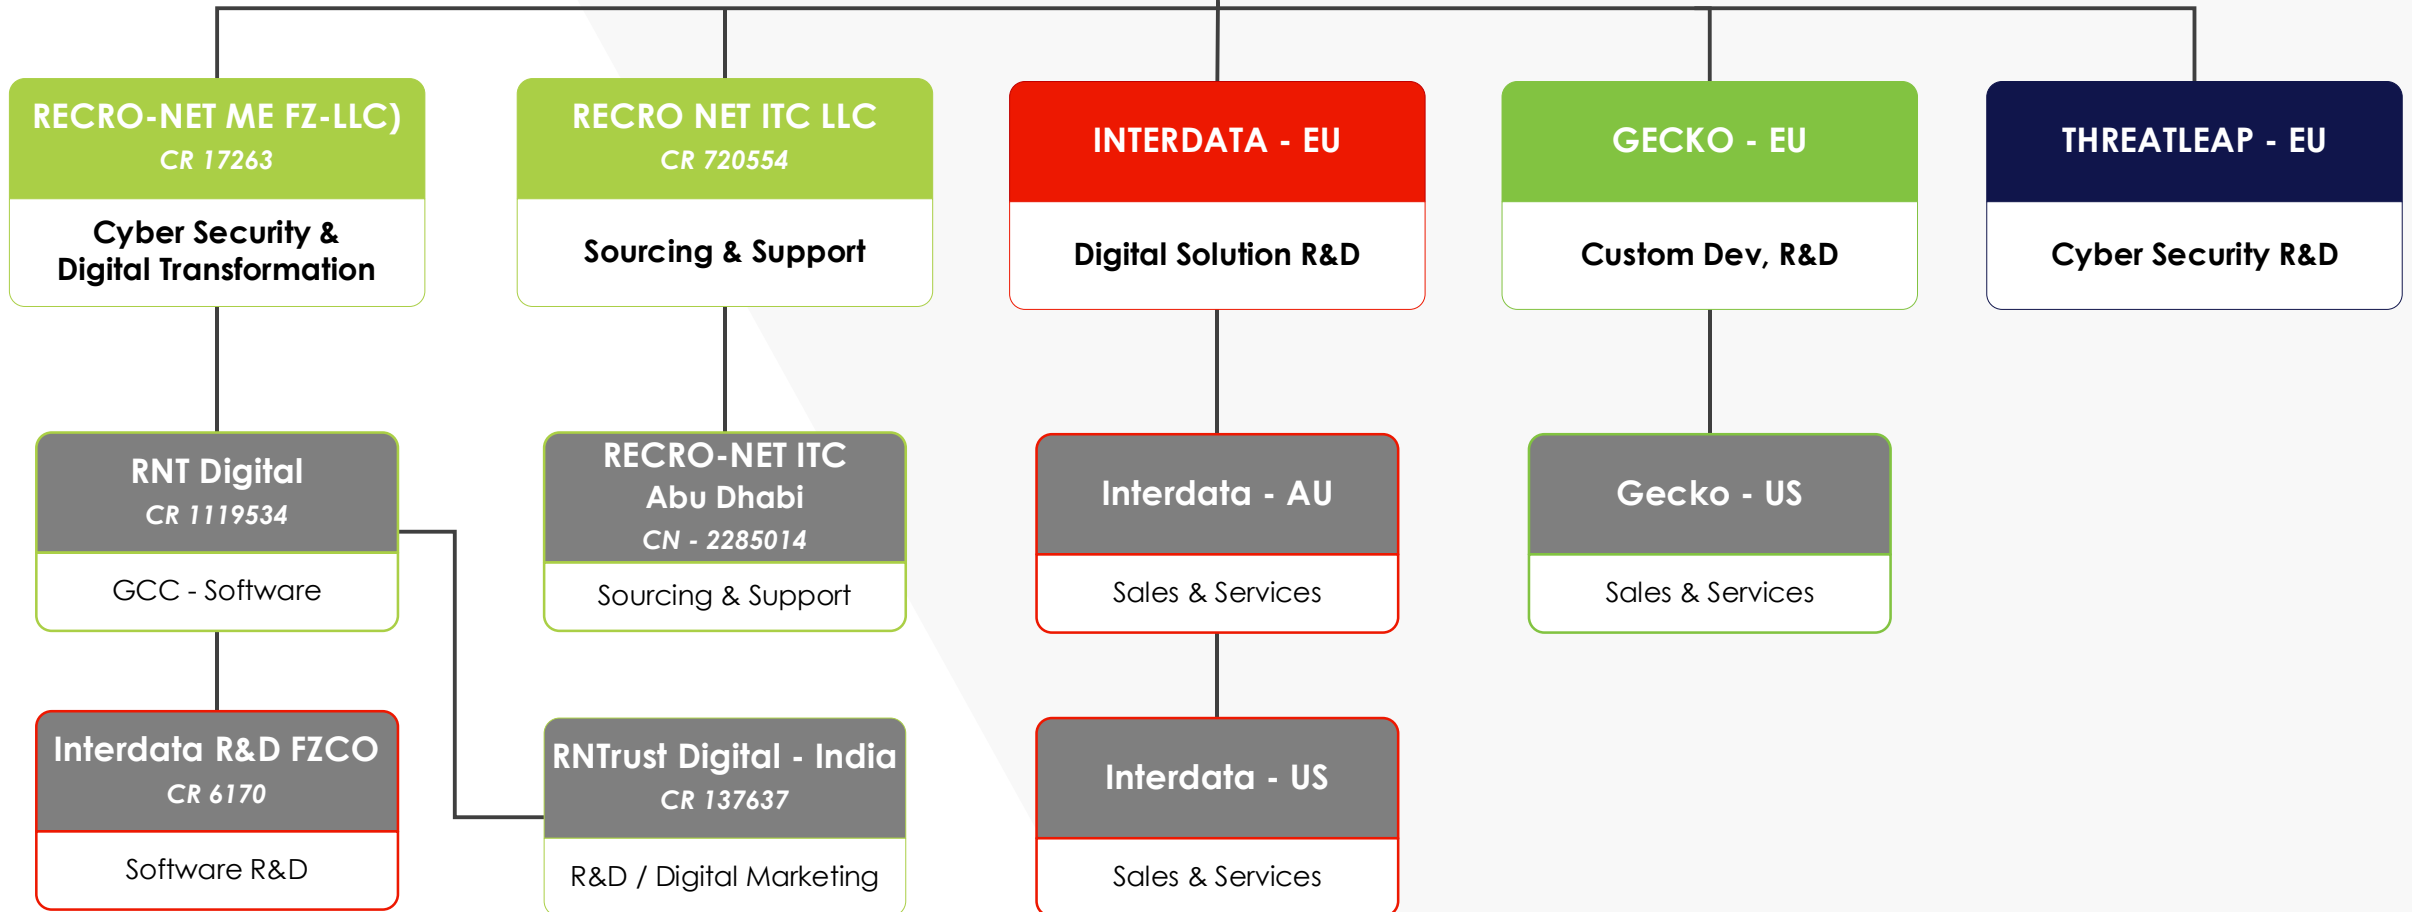 RECRO-NET ME FZ-LLC)
CR 17263
Cyber Security &
Digital Transformation
RECRO NET ITC LLC
CR 720554
Sourcing & Support
INTERDATA - EU
Digital Solution R&D
GECKO - EU
Custom Dev, R&D
THREATLEAP - EU
Cyber Security R&D
RNT Digital
CR 1119534
GCC - Software
RECRO-NET ITC
Abu Dhabi
CN - 2285014
Sourcing & Support
Interdata - AU
Sales & Services
Gecko - US
Sales & Services
Interdata R&D FZCO
CR 6170
Software R&D
RNTrust Digital - India
CR 137637
R&D / Digital Marketing
Interdata - US
Sales & Services